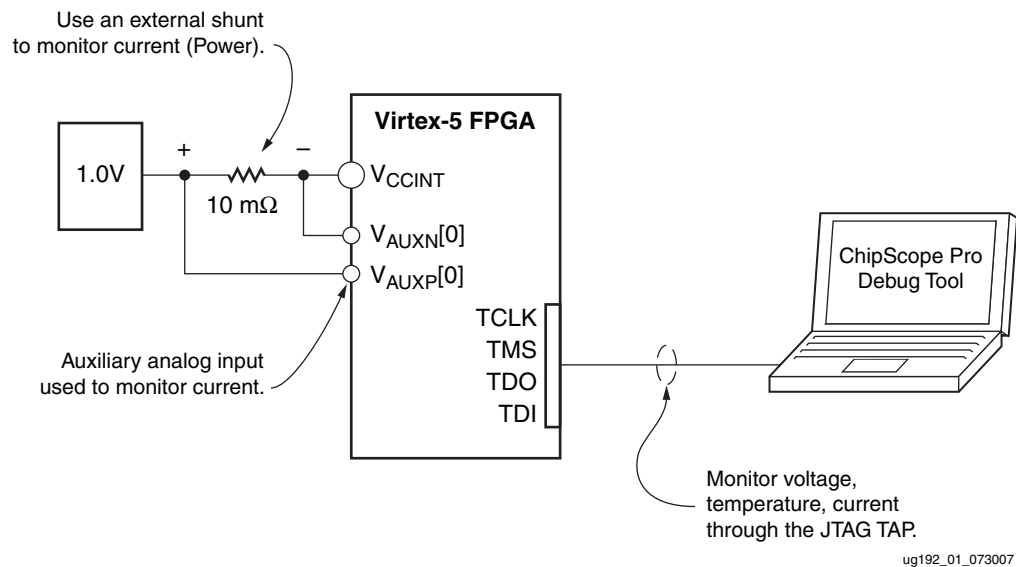 Use an external shunt
to monitor current (Power).
Virtex-5 FPGA
1.0V
+
–
10 mΩ
VCCINT
VAUXN[0]
VAUXP[0]
ChipScope Pro
Debug Tool
TCLK
TMS
TDO
TDI
Auxiliary analog input
used to monitor current.
Monitor voltage,
temperature, current
through the JTAG TAP.
ug192_01_073007